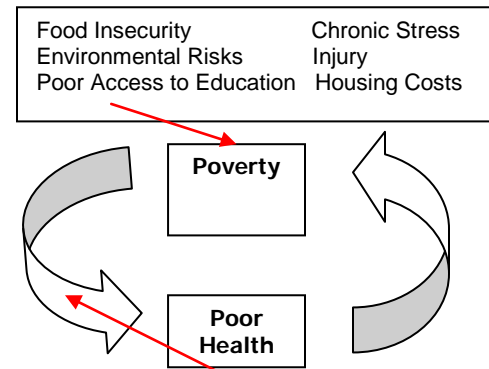 Food Insecurity Chronic Stress
Environmental Risks Injury
Poor Access to Education Housing Costs
Poverty
Poor
Health